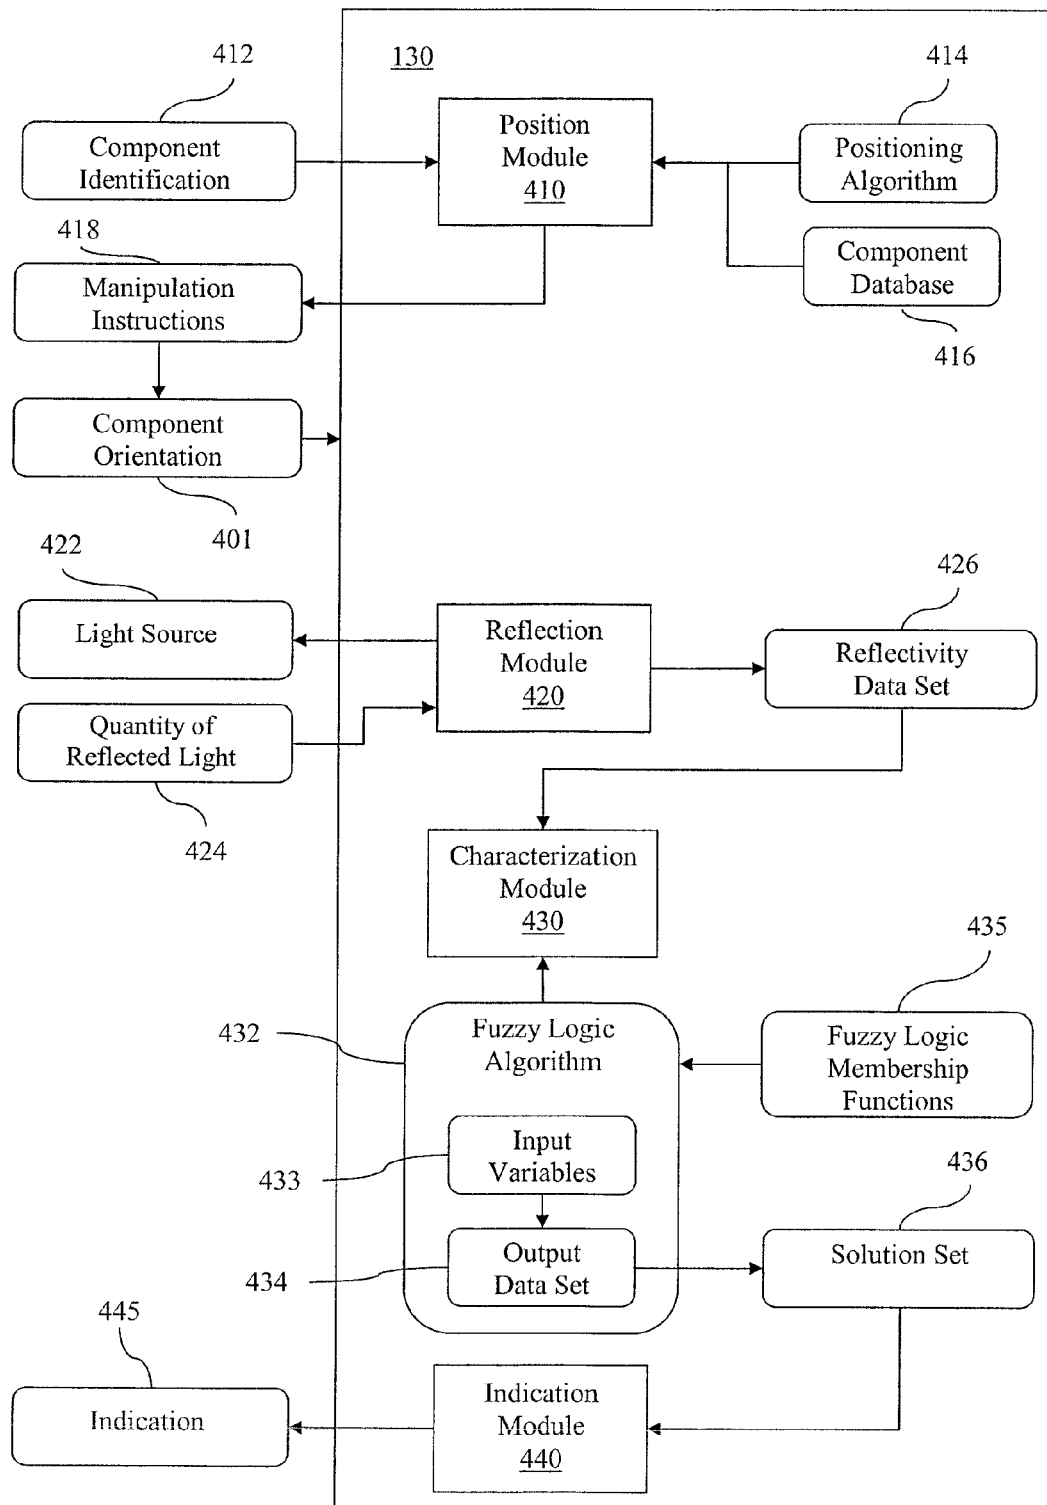 412
130
414
Component
Identification
Position
Module
410
Positioning
Algorithm
418
Manipulation
Instructions
Component
Database
416
Component
Orientation
401
422
426
Light Source
Reflection
Module
420
Reflectivity
Data Set
Quantity of
Reflected Light
424
Characterization
Module
430
435
432
Fuzzy Logic
Algorithm
Fuzzy Logic
Membership
Functions
433
Input
Variables
436
434
Output
Data Set
Solution Set
445
Indication
Indication
Module
440